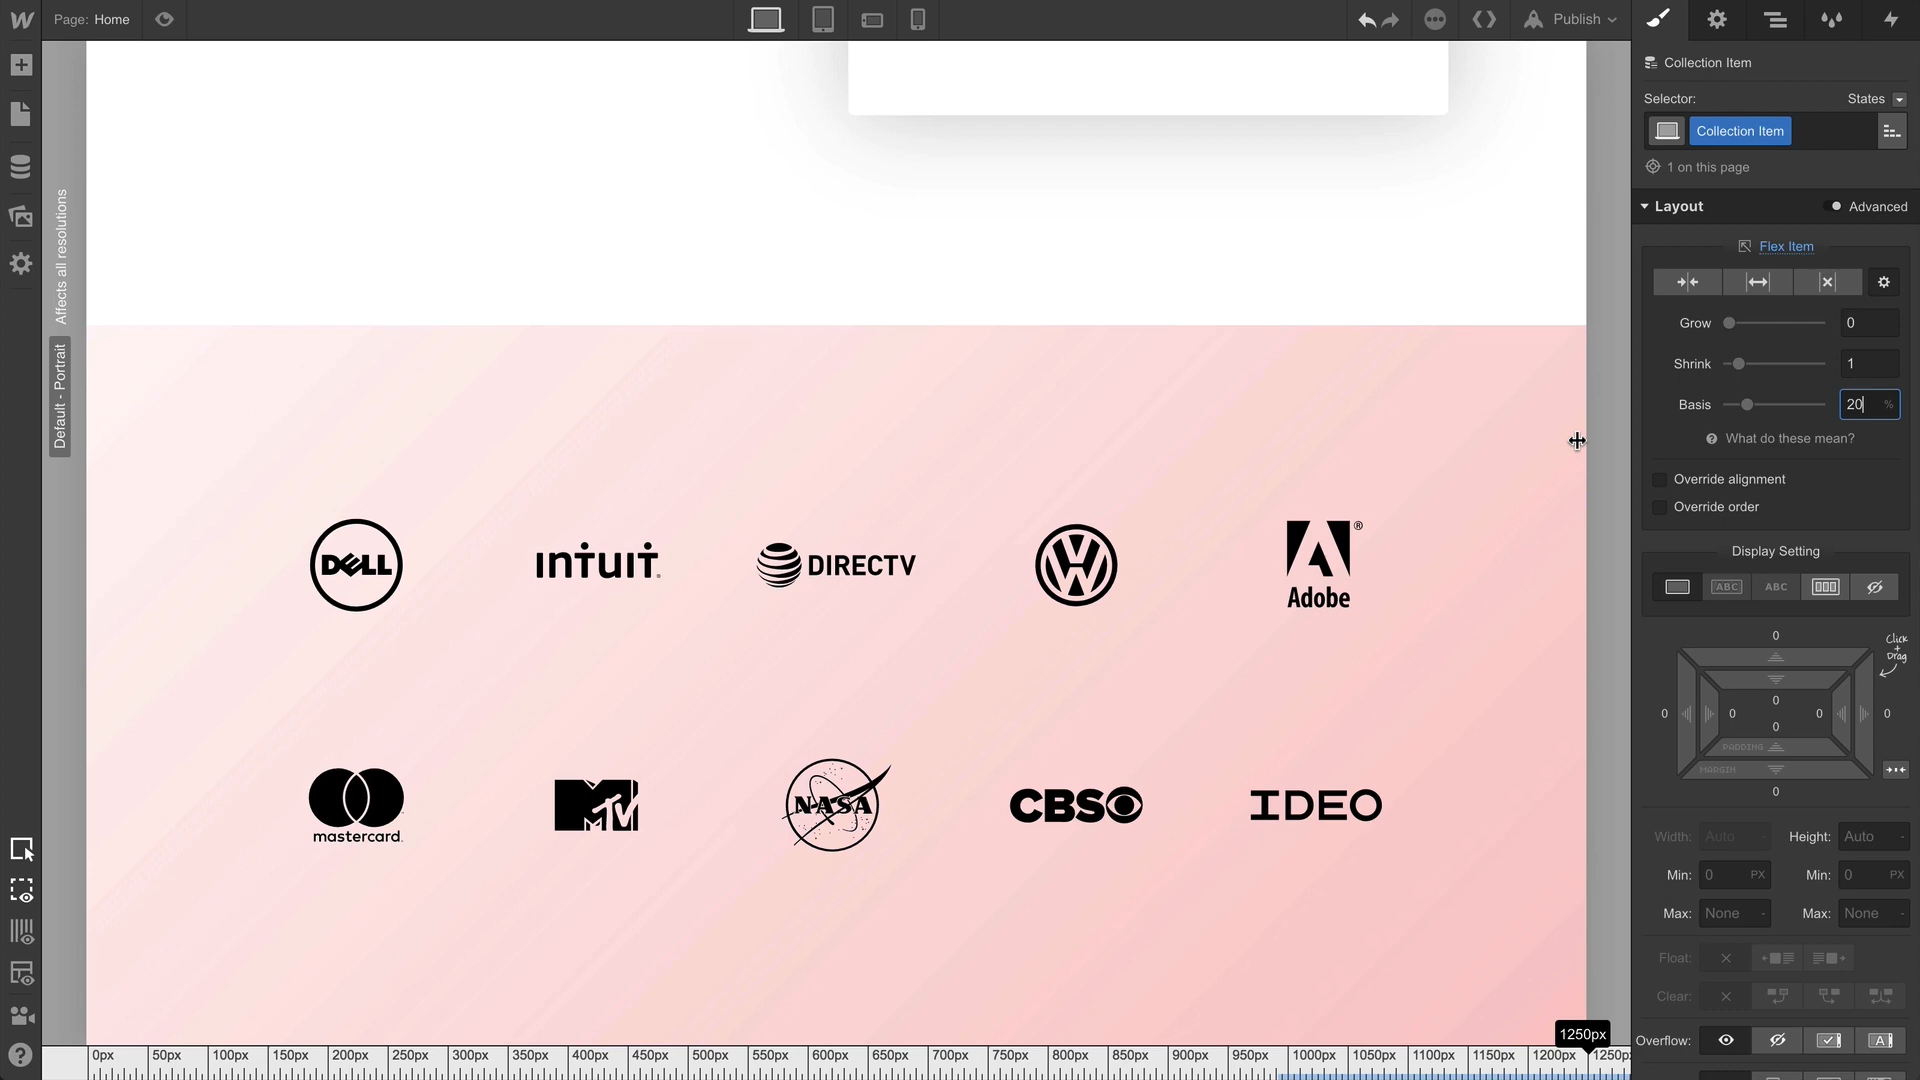 Page: Home
Publish
Collection Item
Selector:
States
Collection Item
1 on this page
Layout
Advanced
Flex Item
Grow
0
Shrink
1
Basis
20
%
What do these mean?
Override alignment
Override order
Display Setting
ABC
ABC
0
Click
+
Drag
0
0
0
0
0
0
PADDING
MARGIN
0
Width:
Auto
Height:
Auto
-
Min:
0
PX
Min:
0
PX
Max:
None
-
Max:
None
-
Float:
Clear:
Overflow:
Affects all resolutions
Default - Portrait
DELL
intuit.
DIRECTV
VW
®
Adobe
mastercard.
MTV
NASA
CBS
IDEO
1250px
0px
50px
100px
150px
200px
250px
300px
350px
400px
450px
500px
550px
600px
650px
700px
750px
800px
850px
900px
950px
1000px
1050px
1100px
1150px
1200px
1250p